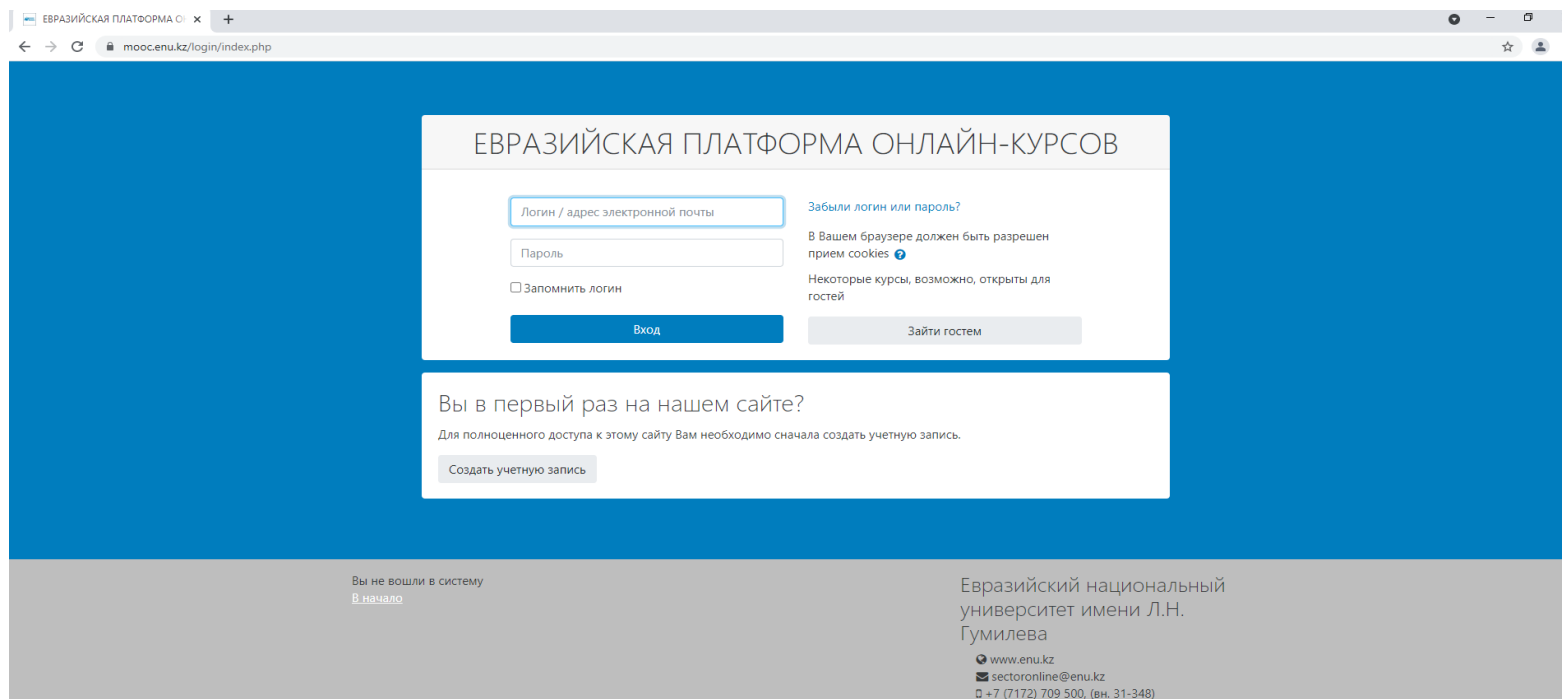 ЕВРАЗИЙСКАЯ ПЛАТФОРМА О
mooc.enu.kz/login/index.php
ЕВРАЗИЙСКАЯ ПЛАТФОРМА ОНЛАЙН-КУРСОВ
Логин / адрес электронной почты
Пароль
Запомнить логин
Вход
Забыли логин или пароль?
В Вашем браузере должен быть разрешен
прием cookies
Некоторые курсы, возможно, открыты для
гостей
Зайти гостем
Вы в первый раз на нашем сайте?
Для полноценного доступа к этому сайту Вам необходимо сначала создать учетную запись.
Создать учетную запись
Вы не вошли в систему
В начало
Евразийский национальный
университет имени Л.Н.
Гумилева
www.enu.kz
sectoronline@enu.kz
+7 (7172) 709 500, (вн. 31-348)